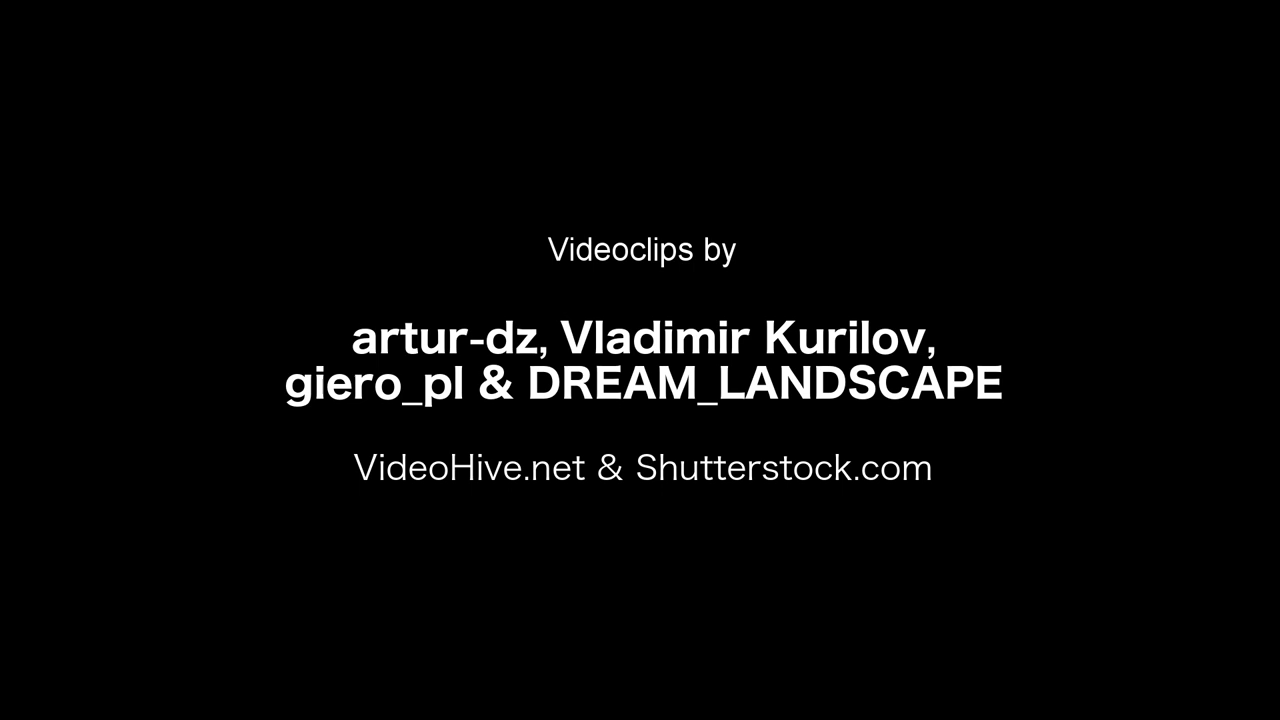 Videoclips by
artur-dz, Vladimir Kurilov,
giero_pl & DREAM_LANDSCAPE
VideoHive.net & Shutterstock.com